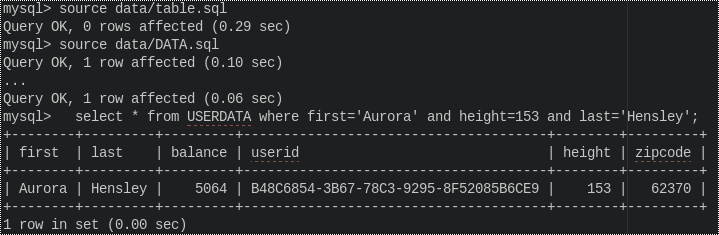 mysql> source data/table.sql
Query OK, 0 rows affected (0.29 sec)
mysql> source data/DATA.sql
Query OK, 1 row affected (0.10 sec)
...
Query OK, 1 row affected (0.06 sec)
mysql>   select * from USERDATA where first='Aurora' and height=153 and last='Hensley';
+--------+---------+---------+--------------------------------------+--------+---------+
| first  | last    | balance | userid                               | height | zipcode |
+--------+---------+---------+--------------------------------------+--------+---------+
| Aurora | Hensley |    5064 | B48C6854-3B67-78C3-9295-8F52085B6CE9 |    153 |   62370 |
+--------+---------+---------+--------------------------------------+--------+---------+
1 row in set (0.00 sec)